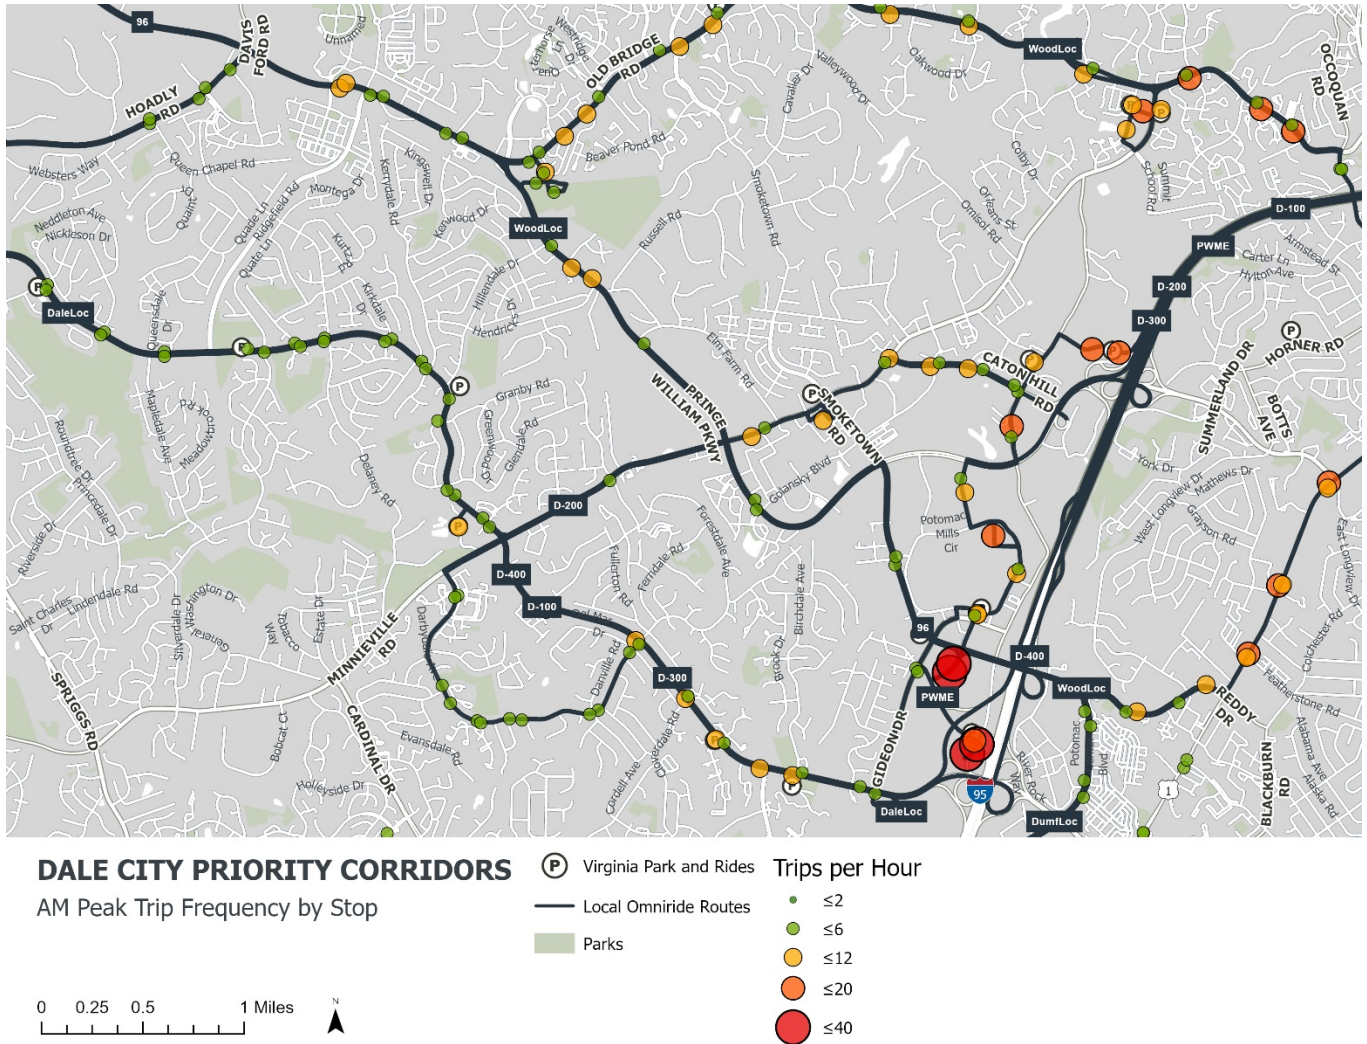 96
DAVIS
FORD RD
HOADLY
RD
OLD BRIDGE
RD
Unnamed
Westridge
Valleywood Dr
Cavalier Dr
Oakwood Dr
WoodLoc
OCCOQUAN
RD
Websters Way
Queen Chapel Rd
Quaint
Dr
Montega Dr
Kingswell Dr
Kerrydale Rd
Kenwood Dr
Beaver Pond Rd
Smoketown Rd
Colby Dr
Orleans St
Omisol Rd
Summit
School Rd
D-100
Neddleton Ave
Nickleson Dr
Quade Ln
Ridgefield Rd
Quate Ln
Kurtz Rd
WoodLoc
Russell Rd
PWME
Armstead St
Carter Ln
Hylton Ave
DaleLoc
Queensdale
Dr
Kirkdale
Dr
Hillendale Dr
Hendricks Dr
D-200
D-300
P
HORNER RD
Elm Farm Rd
PRINCE
WILLIAM PKWY
CATON HILL
RD
SMOKETOWN
RD
SUMMERLAND DR
BOTTS
AVE
Mapledale Ave
Meadowbrook Rd
Granby Rd
Greenwood Dr
Glendale Rd
Roundtree Dr
Princedale Dr
Delaney Rd
Golansky Blvd
York Dr
Mathews Dr
West Longview Dr
Grayson Rd
East Longview Dr
Riverside Dr
D-200
Potomac
Mills
Cir
Forestdale Ave
Fullerton Rd
Ferndale Rd
D-400
D-100
Birchdale Ave
Saint Charles
Dr
Lindendale Rd
Silverdale Dr
Washington Dr
General
Tobacco
Way
Estate Dr
MINNIEVILLE
RD
Danville Rd
D-300
Brook Dr
96
D-400
PWME
WoodLoc
Colchester Rd
Featherstone Rd
REDDY
DR
SPRIGGS RD
Bobcat Ct
CARDINAL DR
Evansdale Rd
Holleyside Dr
Cloverdale Rd
Cordell Ave
GIDEON DR
DaleLoc
95
River Rock
Way
Potomac
Blvd
DumfLoc
1
BLACKBURN
RD
Alabama Ave
Alaska Rd
DALE CITY PRIORITY CORRIDORS
AM Peak Trip Frequency by Stop
0 0.25 0.5 1 Miles
N
P Virginia Park and Rides
Local Omniride Routes
Parks
Trips per Hour
≤2
≤6
≤12
≤20
≤40